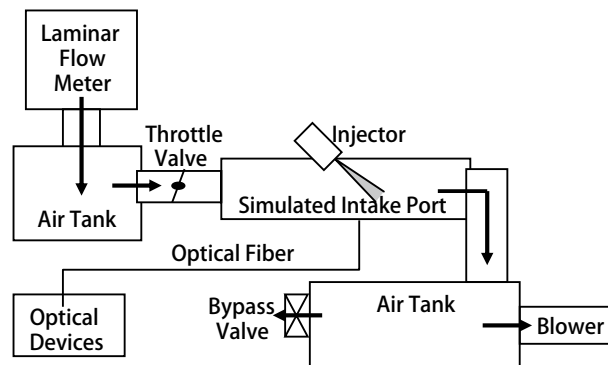 Laminar
Flow
Meter
Throttle
Valve
Injector
Air Tank
Simulated Intake Port
Optical Fiber
Optical
Devices
Bypass
Valve
Air Tank
Blower